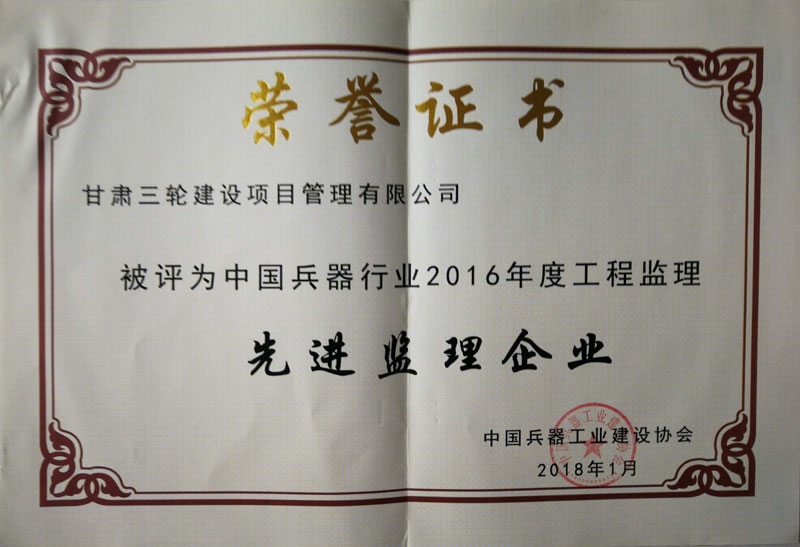 荣誉证书
甘肃三轮建设项目管理有限公司
被评为中国兵器行业2016年度工程监理
先进监理企业
中国兵器工业建设协会
2018年1月